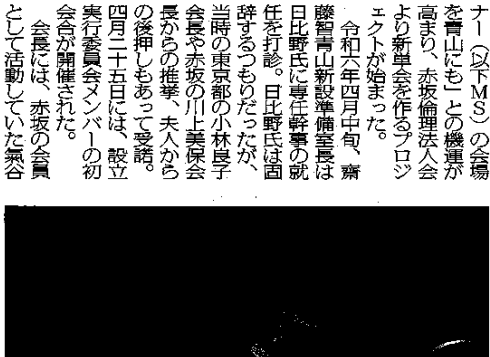 ナー（以下ＭＳ）の会場
を青山にも」との機運が
高まり、赤坂倫理法人会
より新単会を作るプロジ
ェクトが始まった。
　令和六年四月中旬、齋
藤智青山新設準備室長は
日比野氏に専任幹事の就
任を打診。日比野氏は固
辞するつもりだったが、
当時の東京都の小林良子
会長や赤坂の川上美保会
長からの推挙、夫人から
の後押しもあって受諾。
四月二十五日には、設立
実行委員会メンバーの初
会合が開催された。
　会長には、赤坂の会員
として活動していた氣谷